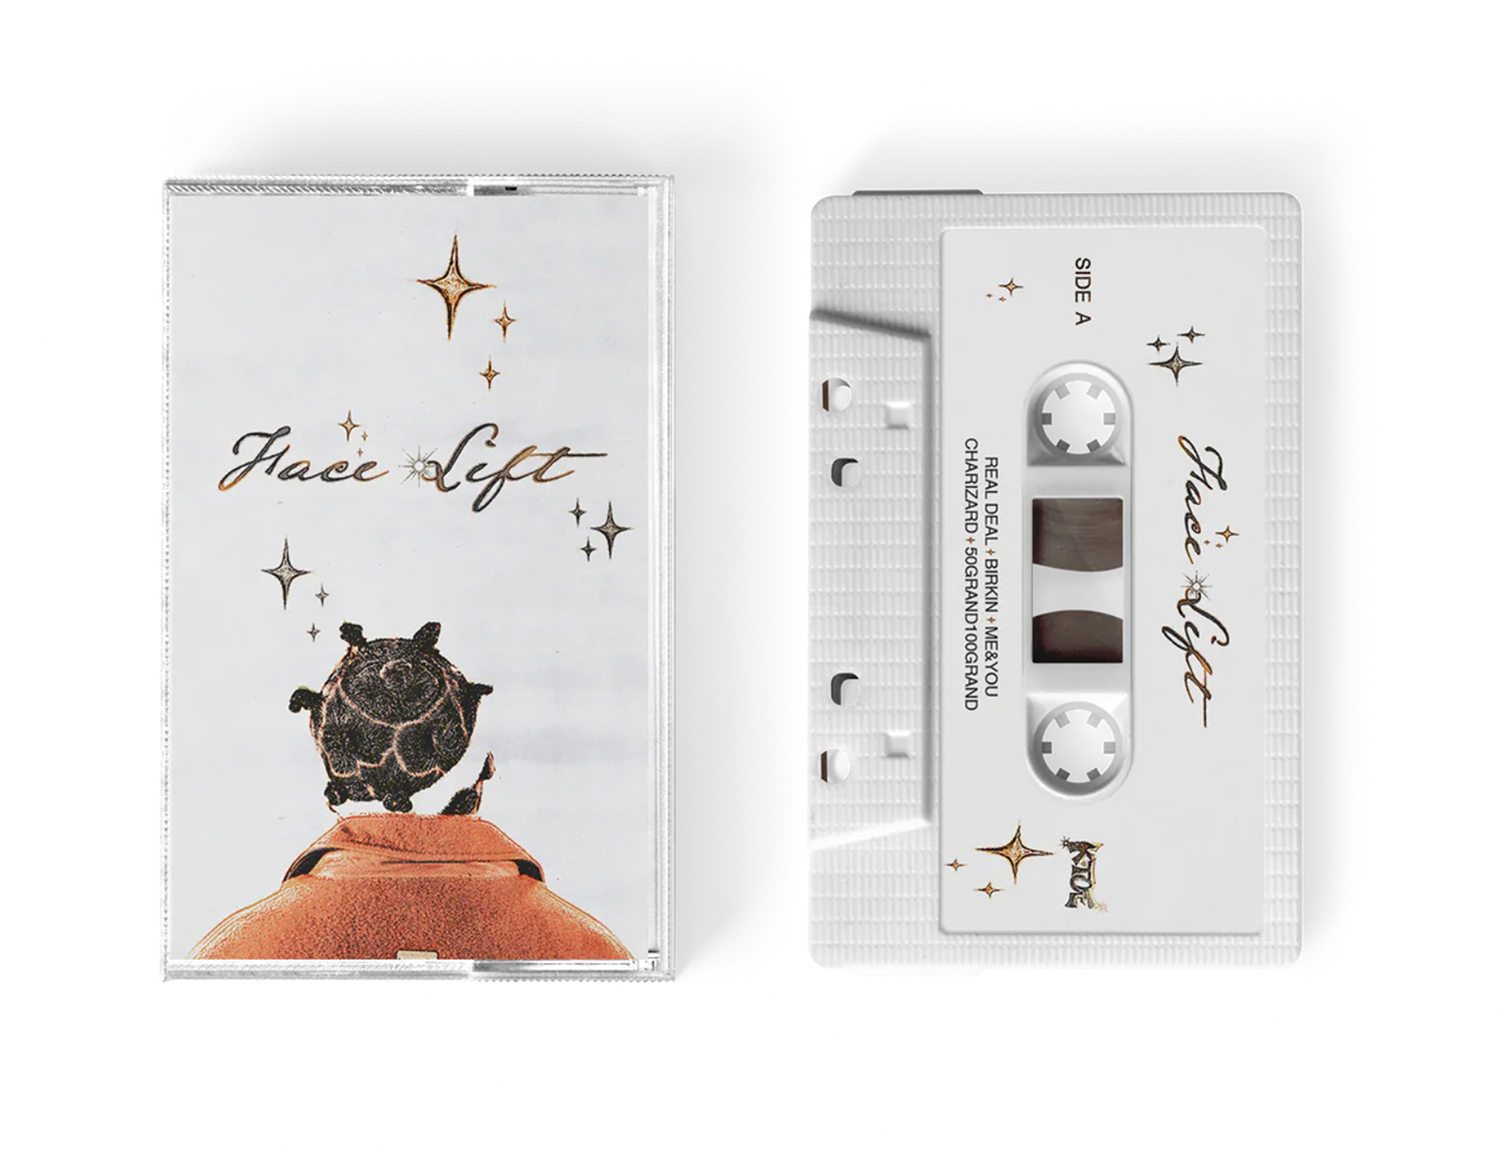 Face Lift
SIDE A
Face Lift
REAL DEAL ✦ BIRKIN ✦ ME&YOU
CHARIZARD ✦ 50GRAND100GRAND